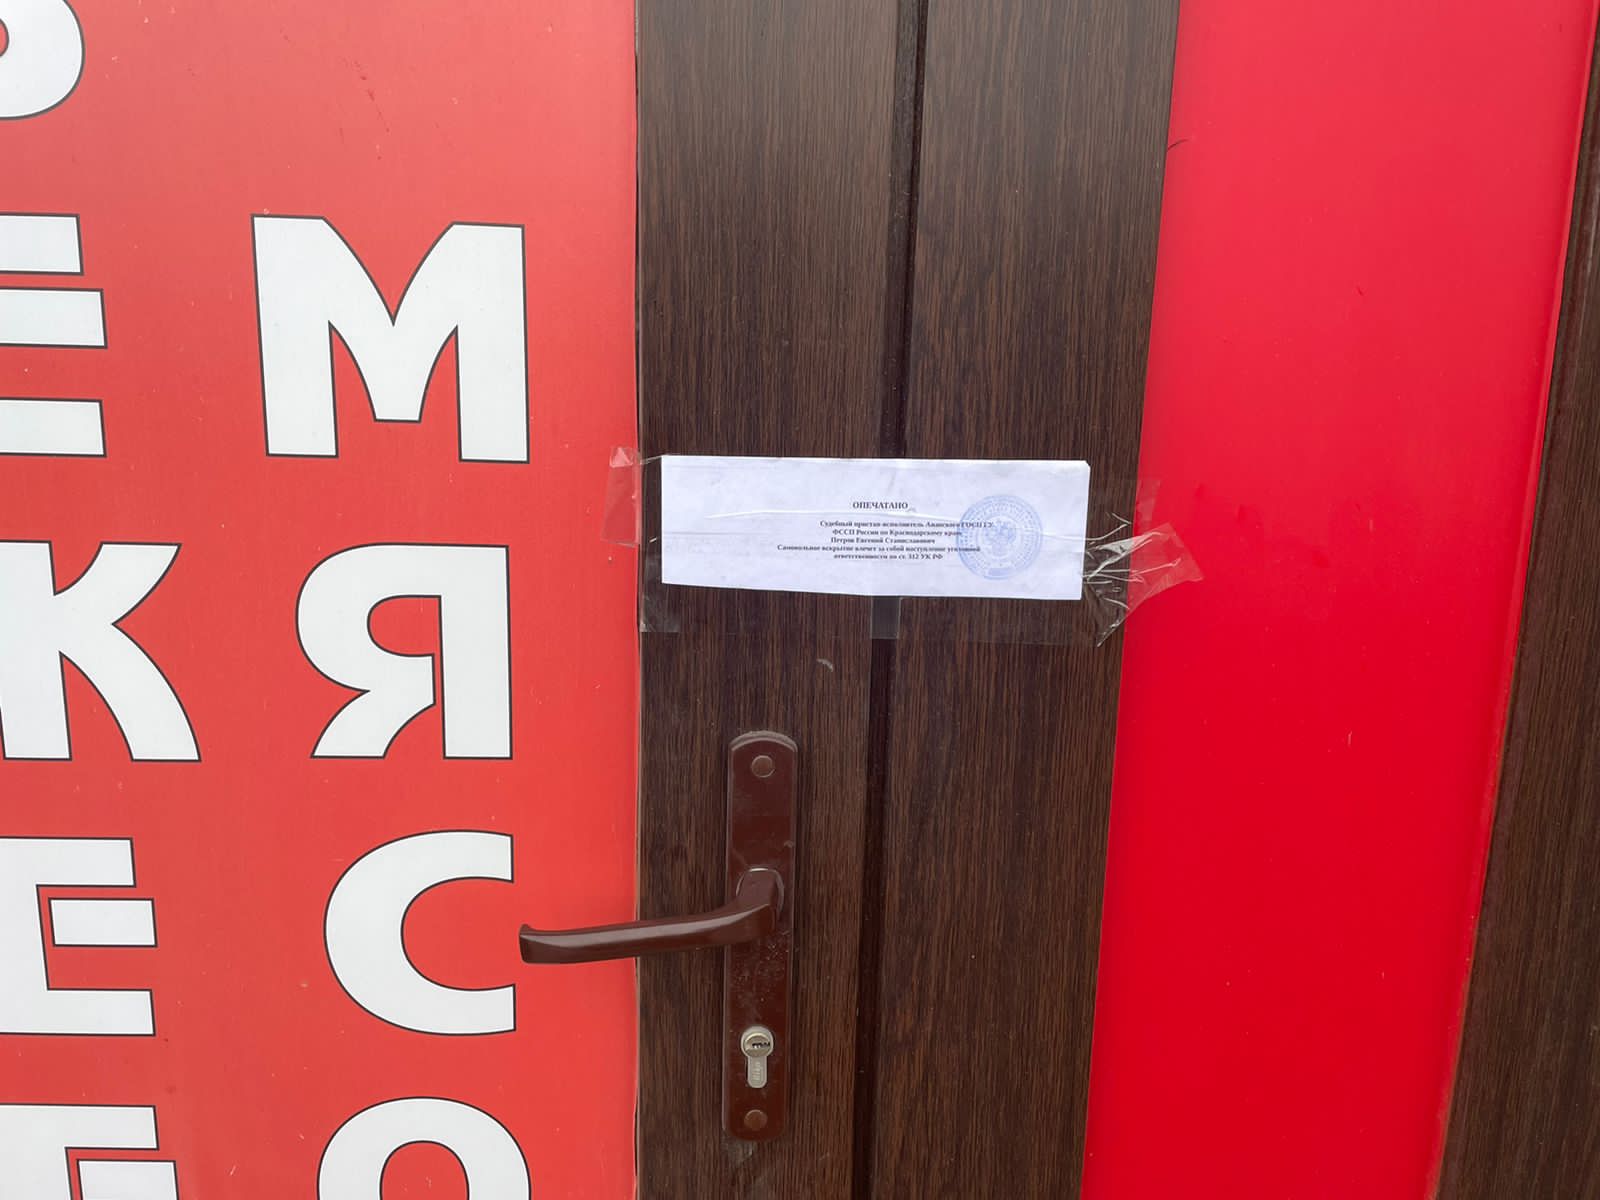 Ь
Е
К
Е
Т
М
Я
С
О
ОПЕЧАТАНО
Судебный пристав-исполнитель Анапского ГОСП ГУ
ФССП России по Краснодарскому краю
Петров Евгений Станиславович
Самовольное вскрытие влечет за собой наступление уголовной
ответственности по ст. 312 УК РФ